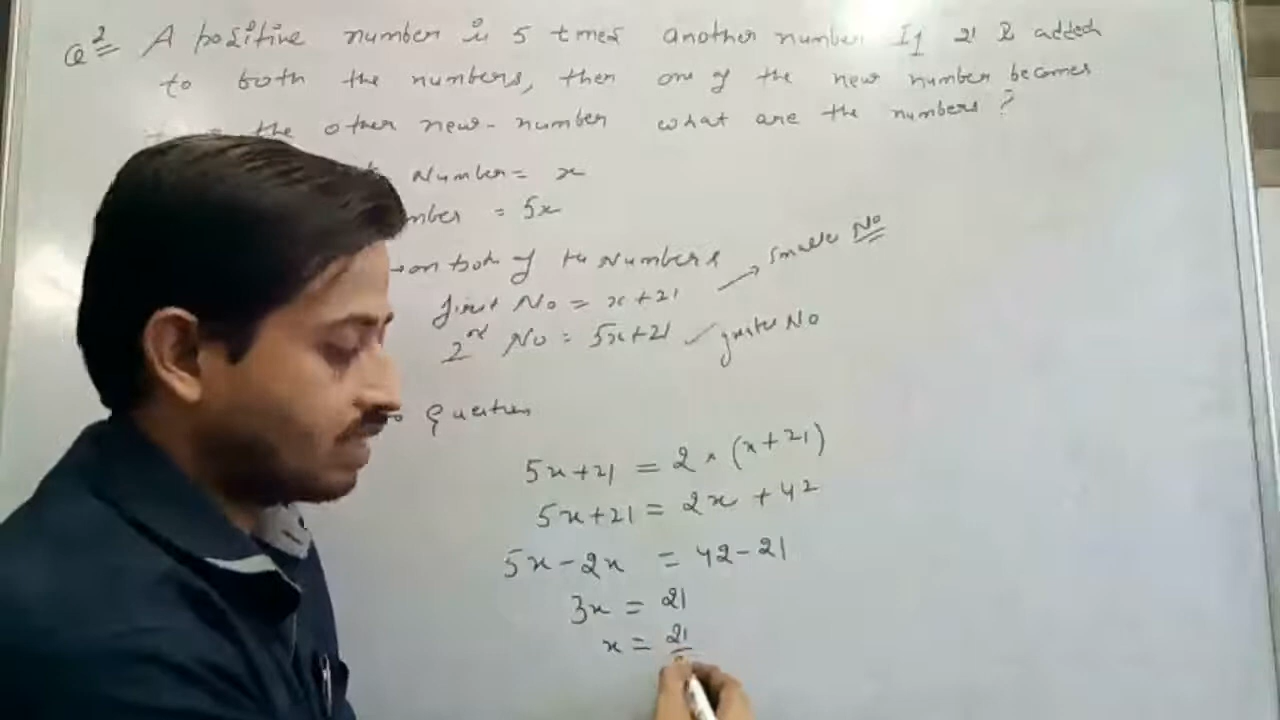 Q 2 A positive number is 5 times another number If 21 is added
to both the numbers, then one of the new number becomes
the other new-number what are the numbers ?
Number = x
mber = 5x
on both of the Numbers → Smaller No
first No = x+21
2nd No = 5x+21 greater No
Question
5x+21 = 2 × (x+21)
5x+21 = 2x + 42
5x-2x = 42-21
3x = 21
x = 21